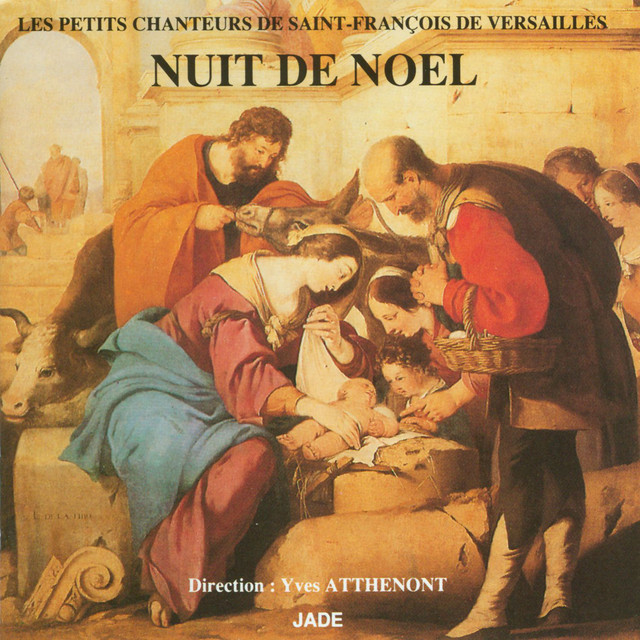 LES PETITS CHANTEURS DE SAINT-FRANÇOIS DE VERSAILLES
NUIT DE NOEL
Direction : Yves ATTHENONT
JADE